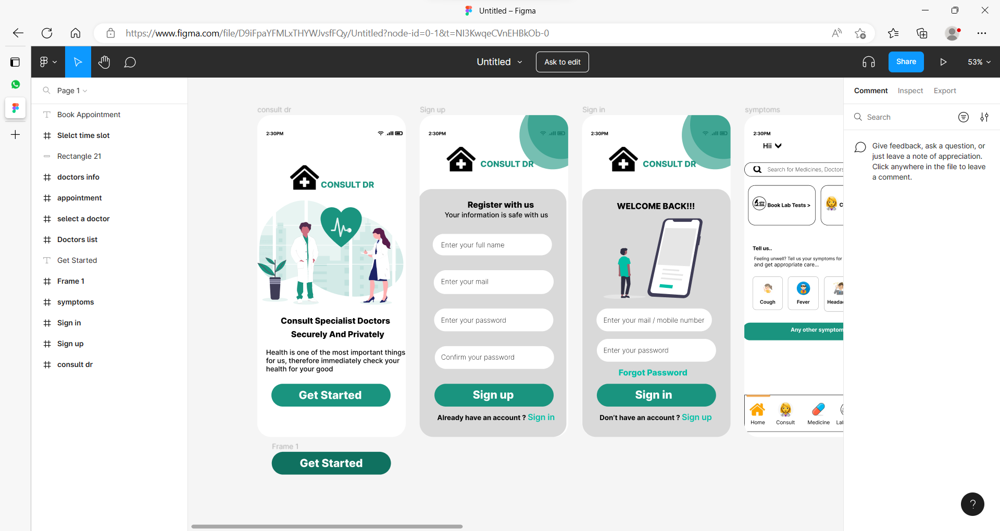 Untitled – Figma
https://www.figma.com/file/D9iFpaYFMLxTHYWJvsfFQy/Untitled?node-id=0-1&t=NI3KwqeCVnEHBkOb-0
Untitled
Ask to edit
Share
53%
Page 1
Book Appointment
Slelct time slot
Rectangle 21
doctors info
appointment
select a doctor
Doctors list
Get Started
Frame 1
symptoms
Sign in
Sign up
consult dr
consult dr
2:30PM
CONSULT DR
Consult Specialist Doctors
Securely And Privately
Health is one of the most important things
for us, therefore immediately check your
health for your good
Get Started
Frame 1
Get Started
Sign up
2:30PM
CONSULT DR
Register with us
Your information is safe with us
Enter your full name
Enter your mail
Enter your password
Confirm your password
Sign up
Already have an account ? Sign in
Sign in
2:30PM
CONSULT DR
WELCOME BACK!!!
Enter your mail / mobile number
Enter your password
Forgot Password
Sign in
Don't have an account ? Sign up
symptoms
2:30PM
Hii
Search for Medicines, Doctors
Book Lab Tests >
C
Tell us..
Feeling unwell? Tell us your symptoms for
and get appropriate care...
Cough
Fever
Headac
Any other symptom
Home
Consult
Medicine
Lab
Comment
Inspect
Export
Search
Give feedback, ask a question, or
just leave a note of appreciation.
Click anywhere in the file to leave
a comment.
?